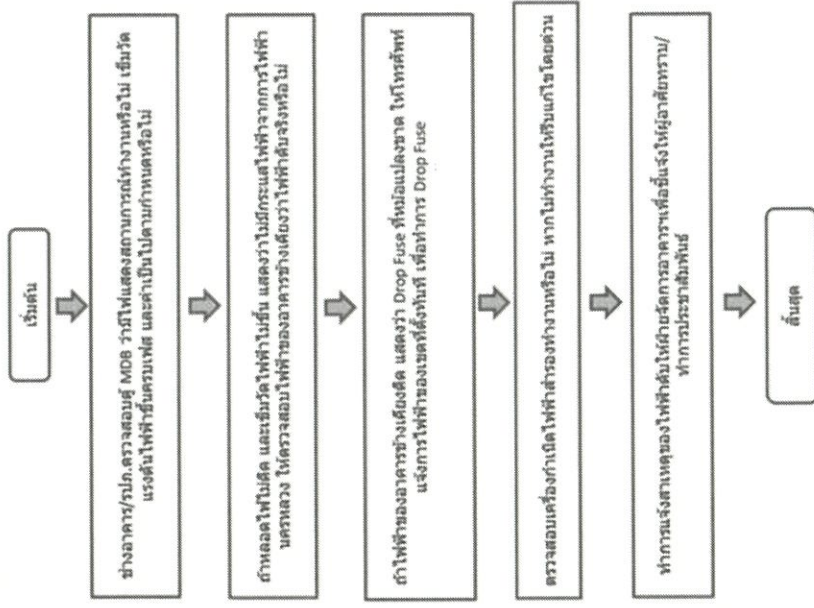 เริ่มต้น
ช่างอาคาร/รปภ.ตรวจสอบตู้ MDB ว่ามีไฟแสดงสถานการณ์ทำงานหรือไม่ เข็มวัด
แรงดันไฟฟ้าขึ้นครบเฟส และค่าเป็นไปตามกำหนดหรือไม่
ถ้าหลอดไฟไม่ติด และเข็มวัดไฟฟ้าไม่ขึ้น แสดงว่าไม่มีกระแสไฟฟ้าจากการไฟฟ้า
นครหลวง ให้ตรวจสอบไฟฟ้าของอาคารข้างเคียงว่าไฟฟ้าดับจริงหรือไม่
ถ้าไฟฟ้าของอาคารข้างเคียงติด แสดงว่า Drop Fuse ที่หม้อแปลงขาด ให้โทรศัพท์
แจ้งการไฟฟ้าของเขตที่ตั้งทันที เพื่อทำการ Drop Fuse
ตรวจสอบเครื่องกำเนิดไฟฟ้าสำรองทำงานหรือไม่ หากไม่ทำงานให้รีบแก้ไขโดยด่วน
ทำการแจ้งสาเหตุของไฟฟ้าดับให้ฝ่ายจัดการอาคารฯเพื่อชี้แจ้งให้ผู้อาศัยทราบ/
ทำการประชาสัมพันธ์
สิ้นสุด